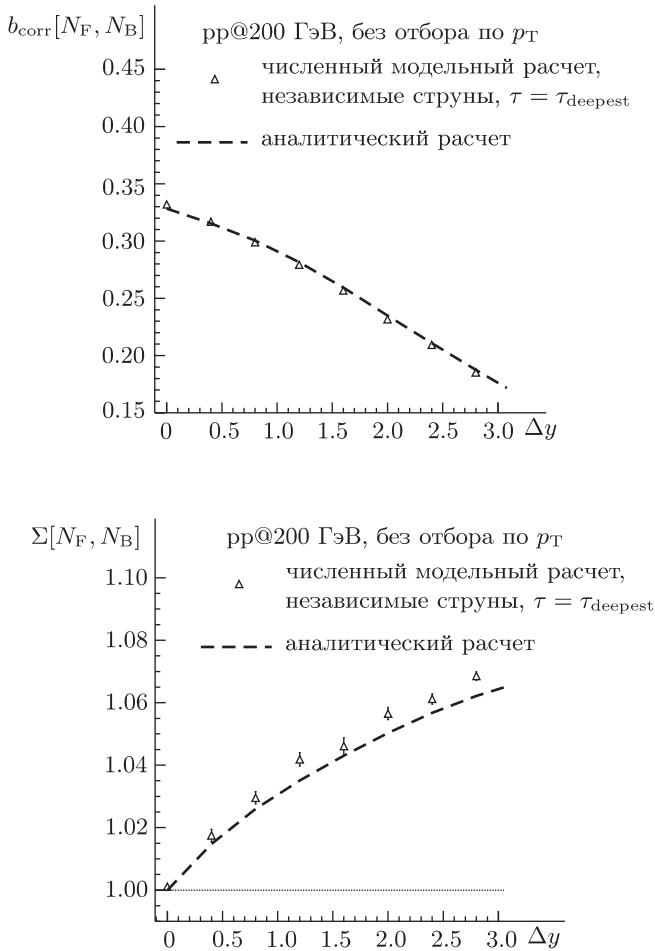 b_corr[N_F, N_B]
pp@200 ГэВ, без отбора по p_T
численный модельный расчет,
независимые струны, τ = τ_deepest
аналитический расчет
0.45
0.40
0.35
0.30
0.25
0.20
0.15
0 0.5 1.0 1.5 2.0 2.5 3.0 Δy
Σ[N_F, N_B]
pp@200 ГэВ, без отбора по p_T
численный модельный расчет,
независимые струны, τ = τ_deepest
аналитический расчет
1.10
1.08
1.06
1.04
1.02
1.00
0 0.5 1.0 1.5 2.0 2.5 3.0 Δy